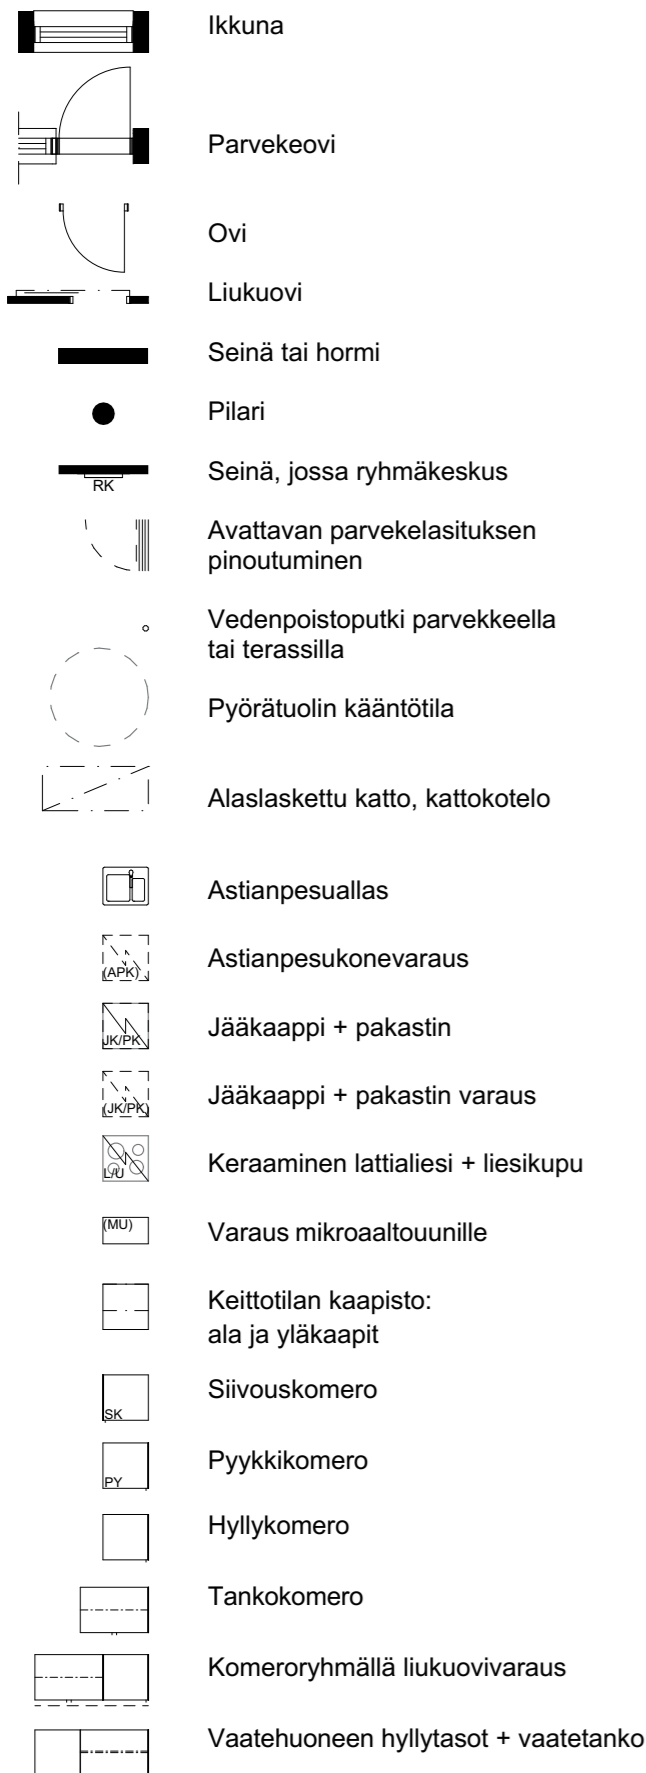 Ikkuna
Parvekeovi
Ovi
Liukuovi
Seinä tai hormi
Pilari
Seinä, jossa ryhmäkeskus
RK
Avattavan parvekelasituksen
pinoutuminen
Vedenpoistoputki parvekkeella
tai terassilla
Pyörätuolin kääntötila
Alaslaskettu katto, kattokotelo
Astianpesuallas
Astianpesukonevaraus
(APK)
Jääkaappi + pakastin
JK/PK
Jääkaappi + pakastin varaus
(JK/PK)
Keraaminen lattialiesi + liesikupu
L/U
(MU)
Varaus mikroaaltouunille
Keittotilan kaapisto:
ala ja yläkaapit
Siivouskomero
SK
Pyykkikomero
PY
Hyllykomero
Tankokomero
Komeroryhmällä liukuovivaraus
Vaatehuoneen hyllytasot + vaatetanko